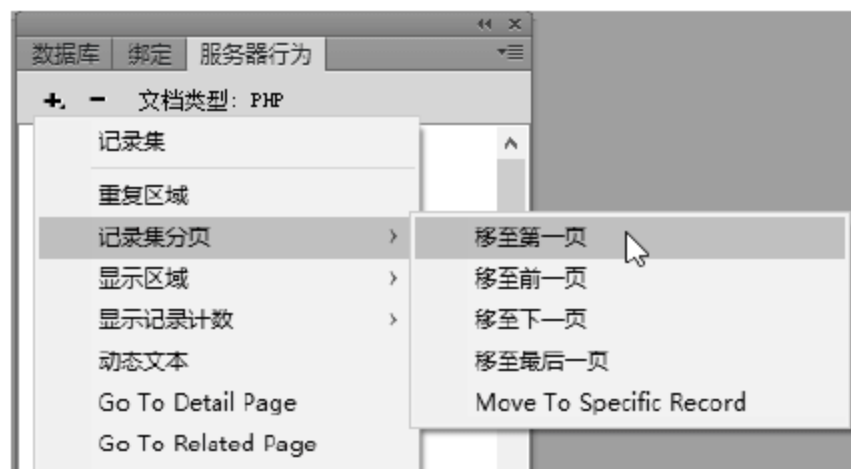 数据库 绑定 服务器行为
文档类型: PHP
记录集
重复区域
记录集分页
显示区域
显示记录计数
动态文本
Go To Detail Page
Go To Related Page
移至第一页
移至前一页
移至下一页
移至最后一页
Move To Specific Record